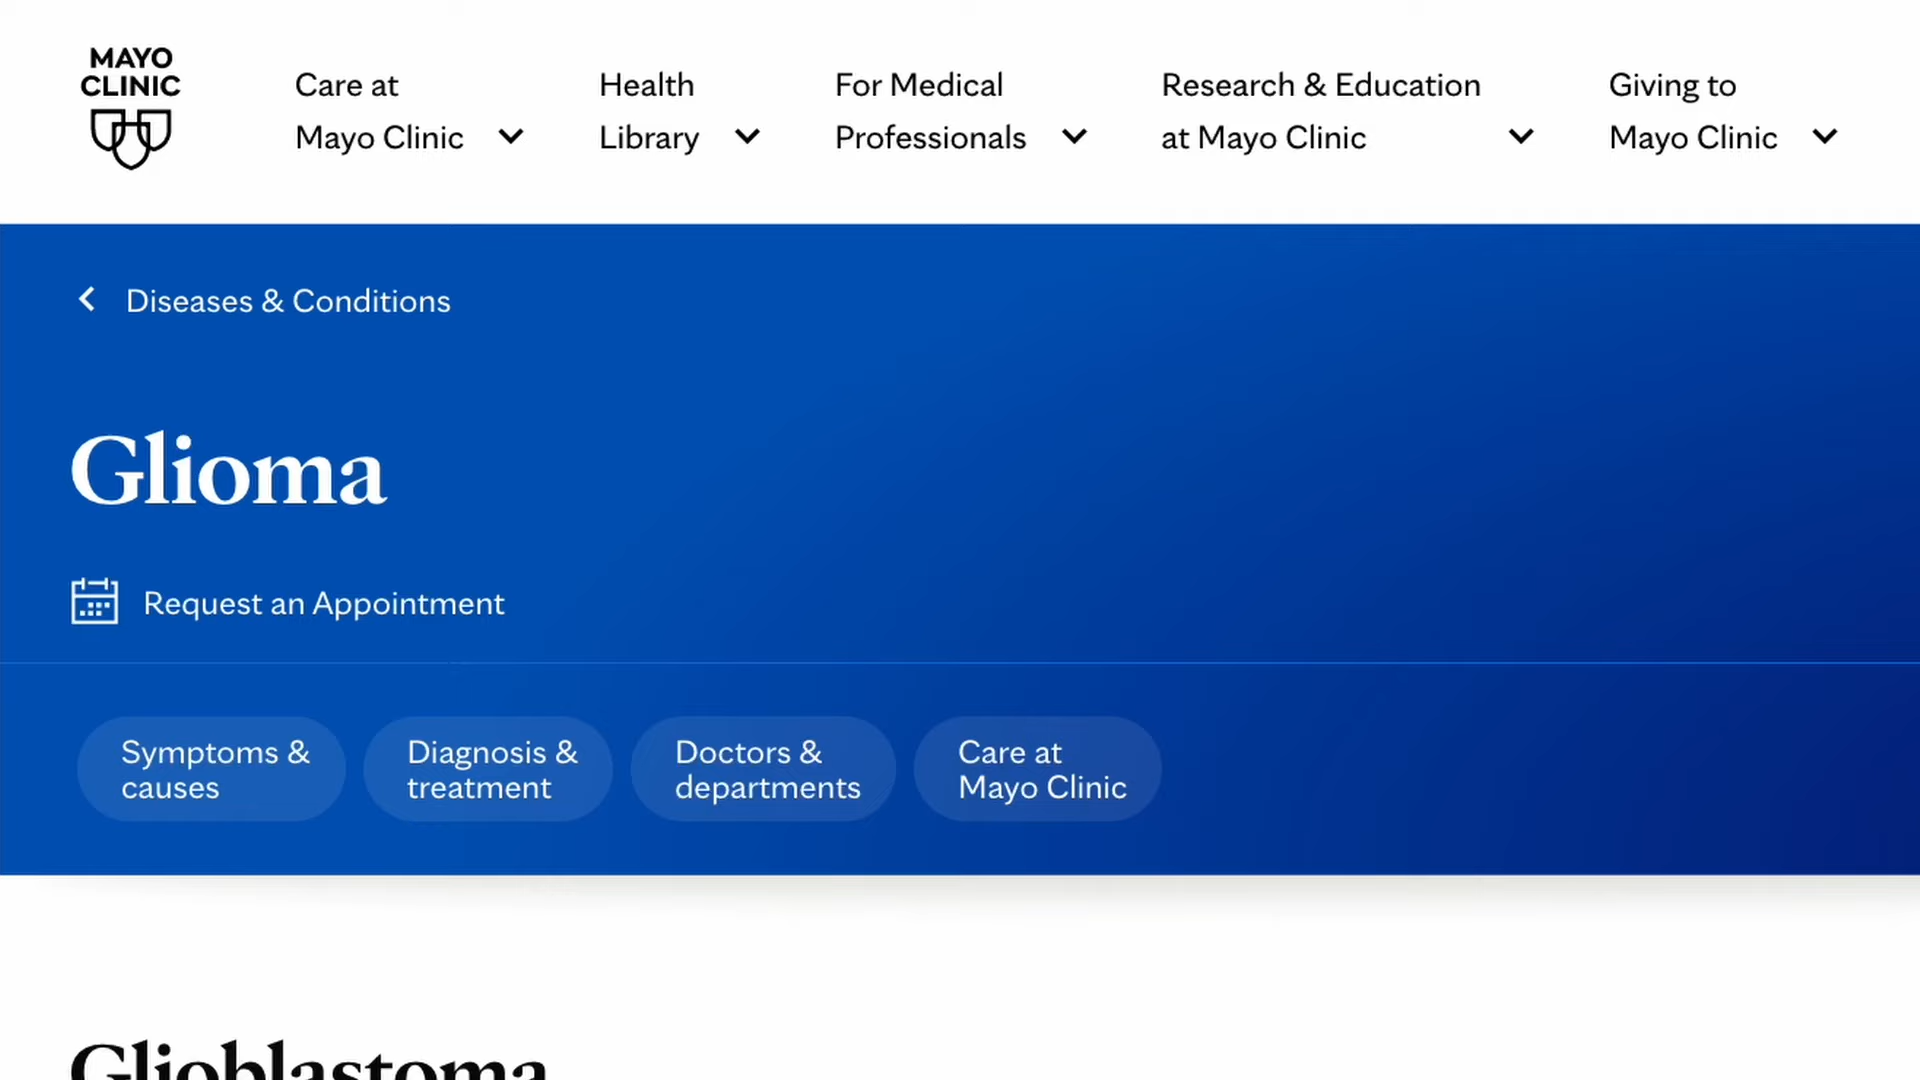 MAYO
CLINIC
Care at
Mayo Clinic
Health
Library
For Medical
Professionals
Research & Education
at Mayo Clinic
Giving to
Mayo Clinic
Diseases & Conditions
Glioma
Request an Appointment
Symptoms &
causes
Diagnosis &
treatment
Doctors &
departments
Care at
Mayo Clinic
Glioblastoma